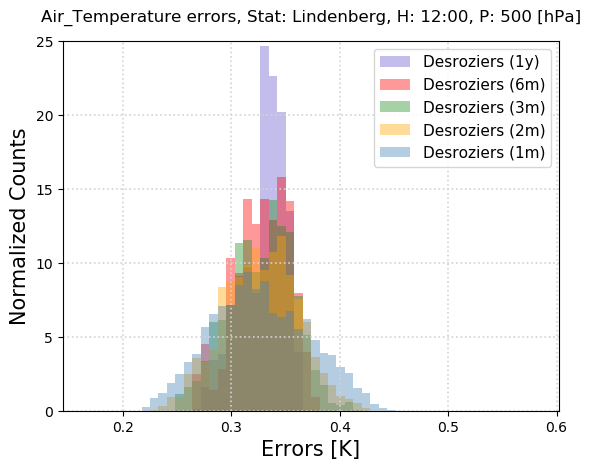 Air_Temperature errors, Stat: Lindenberg, H: 12:00, P: 500 [hPa]
25
20
15
10
5
0
Normalized Counts
Desroziers (1y)
Desroziers (6m)
Desroziers (3m)
Desroziers (2m)
Desroziers (1m)
0.2
0.3
0.4
0.5
0.6
Errors [K]